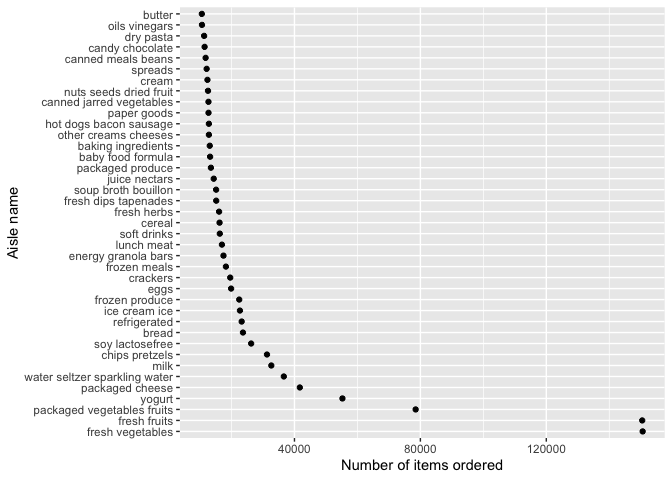 butter
oils vinegars
dry pasta
candy chocolate
canned meals beans
spreads
cream
nuts seeds dried fruit
canned jarred vegetables
paper goods
hot dogs bacon sausage
other creams cheeses
baking ingredients
baby food formula
packaged produce
juice nectars
soup broth bouillon
fresh dips tapenades
fresh herbs
cereal
soft drinks
lunch meat
energy granola bars
frozen meals
crackers
eggs
frozen produce
ice cream ice
refrigerated
bread
soy lactosefree
chips pretzels
milk
water seltzer sparkling water
packaged cheese
yogurt
packaged vegetables fruits
fresh fruits
fresh vegetables
Aisle name
40000 80000 120000
Number of items ordered